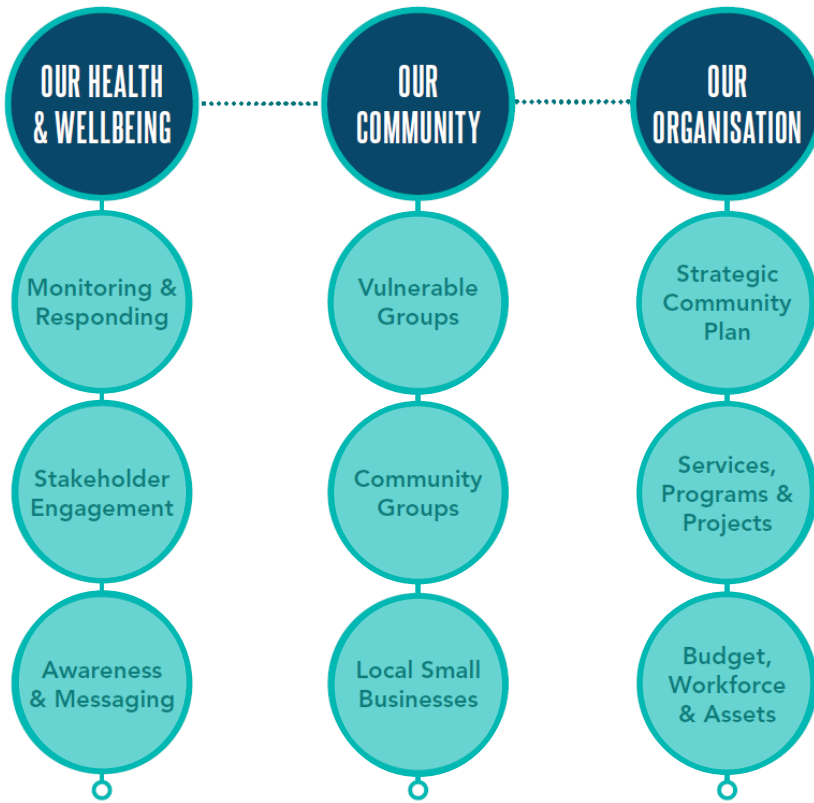 OUR HEALTH
& WELLBEING
Monitoring &
Responding
Stakeholder
Engagement
Awareness
& Messaging
OUR
COMMUNITY
Vulnerable
Groups
Community
Groups
Local Small
Businesses
OUR
ORGANISATION
Strategic
Community
Plan
Services,
Programs &
Projects
Budget,
Workforce
& Assets